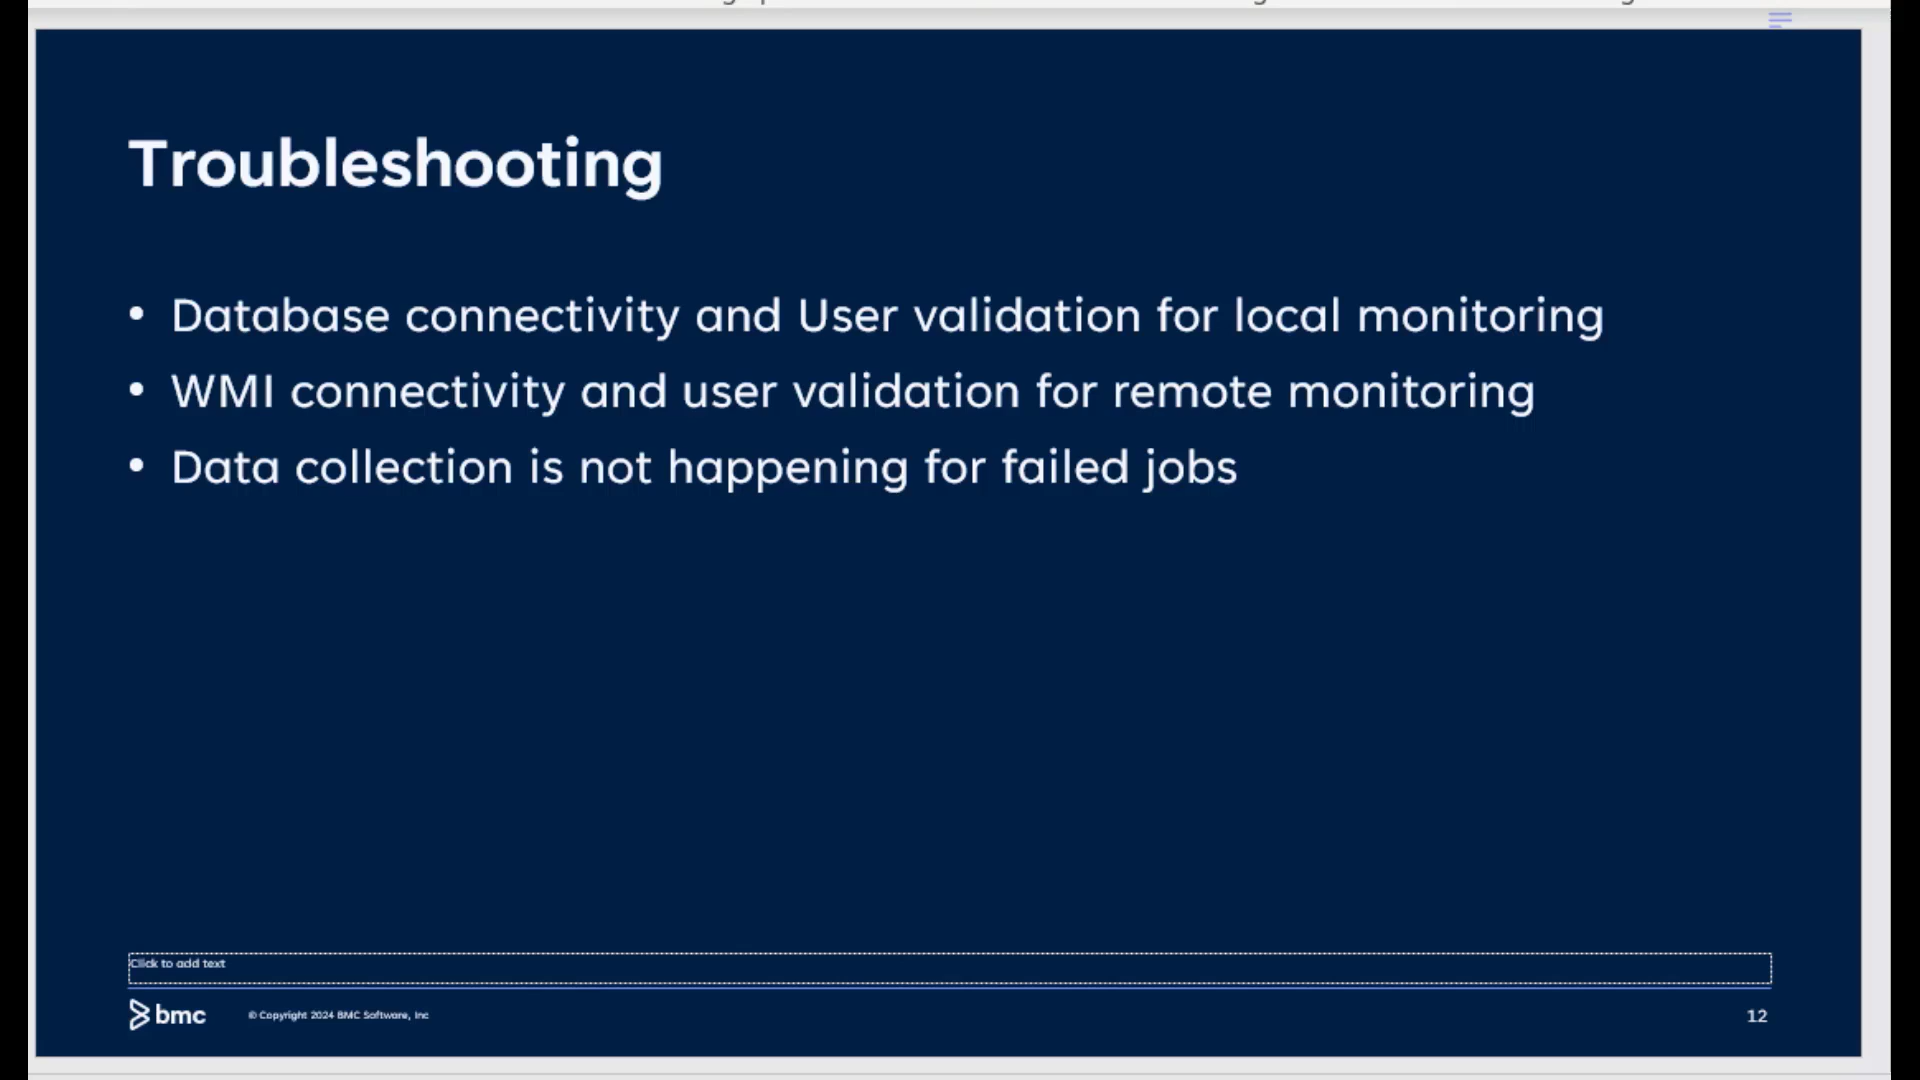 Troubleshooting
• Database connectivity and User validation for local monitoring
• WMI connectivity and user validation for remote monitoring
• Data collection is not happening for failed jobs
Click to add text
bmc
© Copyright 2024 BMC Software, Inc
12